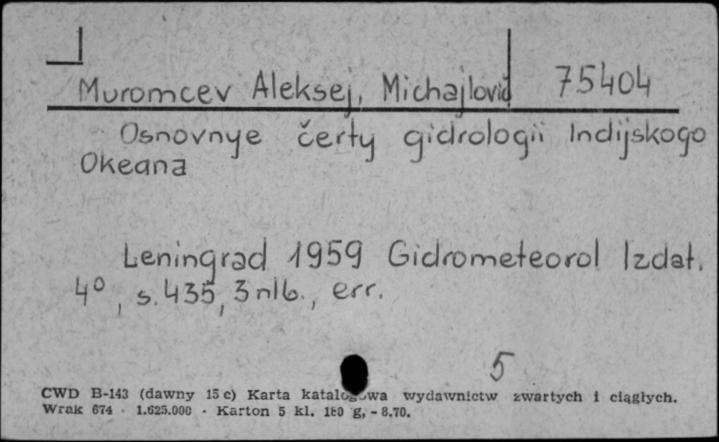 Muromcev Aleksej, Michajlovič 75404
Osnovnye čerty gidrologii Indijskogo
Okeana
Leningrad 1959 Gidrometeorol Izdat.
4°, s. 435, 3 nlb., err.
5
CWD B-143 (dawny 15 c) Karta katalogowa wydawnictw zwartych i ciągłych.
Wrak 674 · 1.625.000 · Karton 5 kl. 180 g, - 8.70.